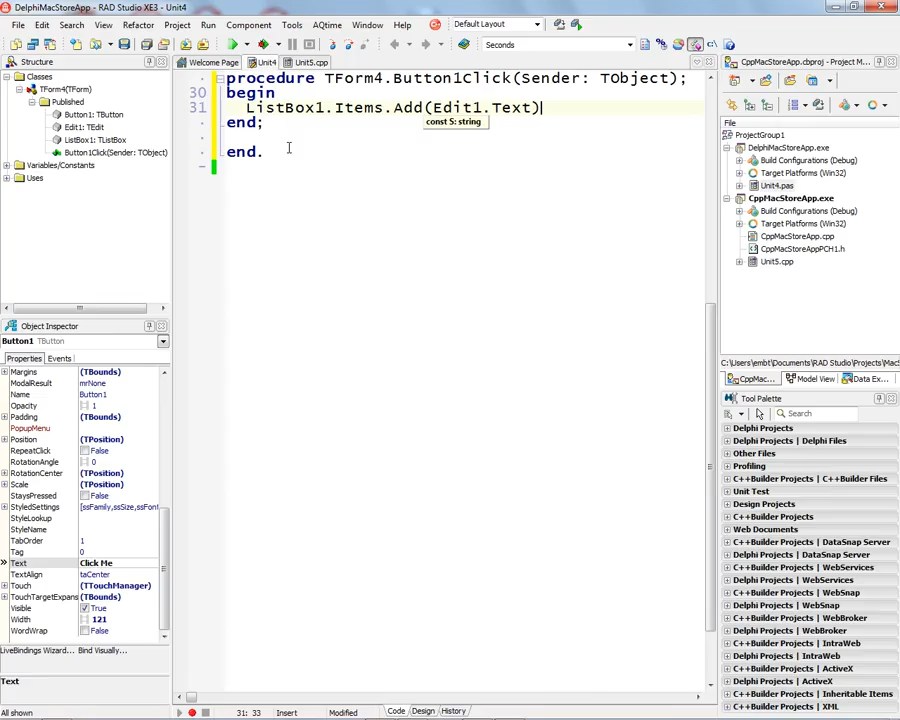 DelphiMacStoreApp - RAD Studio XE3 - Unit4
File Edit Search View Refactor Project Run Component Tools AQtime Window Help Default Layout
Seconds
Structure
Classes
TForm4(TForm)
Published
Button1: TButton
Edit1: TEdit
ListBox1: TListBox
Button1Click(Sender: TObject)
Variables/Constants
Uses
Object Inspector
Button1 TButton
Properties Events
Margins (TBounds)
ModalResult mrNone
Name Button1
Opacity 1
Padding (TBounds)
PopupMenu
Position (TPosition)
RepeatClick False
RotationAngle 0
RotationCenter (TPosition)
Scale (TPosition)
StaysPressed False
StyledSettings [ssFamily,ssSize,ssFont
StyleLookup
StyleName
TabOrder 1
Tag 0
Text Click Me
TextAlign taCenter
Touch (TTouchManager)
TouchTargetExpans (TBounds)
Visible True
Width 121
WordWrap False
LiveBindings Wizard... Bind Visually...
Text
All shown
Welcome Page Unit4 Unit5.cpp
procedure TForm4.Button1Click(Sender: TObject);
30 begin
31 ListBox1.Items.Add(Edit1.Text)
const S: string
end;
end.
31: 33 Insert Modified Code Design History
CppMacStoreApp.cbproj - Project M...
File
ProjectGroup1
DelphiMacStoreApp.exe
Build Configurations (Debug)
Target Platforms (Win32)
Unit4.pas
CppMacStoreApp.exe
Build Configurations (Debug)
Target Platforms (Win32)
CppMacStoreApp.cpp
CppMacStoreAppPCH1.h
Unit5.cpp
C:\Users\embt\Documents\RAD Studio\Projects\MacS
CppMac... Model View Data Ex...
Tool Palette
Search
Delphi Projects
Delphi Projects | Delphi Files
Other Files
Profiling
C++Builder Projects | C++Builder Files
Unit Test
Design Projects
C++Builder Projects
Web Documents
C++Builder Projects | DataSnap Server
Delphi Projects | DataSnap Server
C++Builder Projects | WebServices
Delphi Projects | WebServices
C++Builder Projects | WebSnap
Delphi Projects | WebSnap
C++Builder Projects | WebBroker
Delphi Projects | WebBroker
C++Builder Projects | IntraWeb
Delphi Projects | IntraWeb
C++Builder Projects | ActiveX
Delphi Projects | ActiveX
C++Builder Projects | Inheritable Items
C++Builder Projects | XML